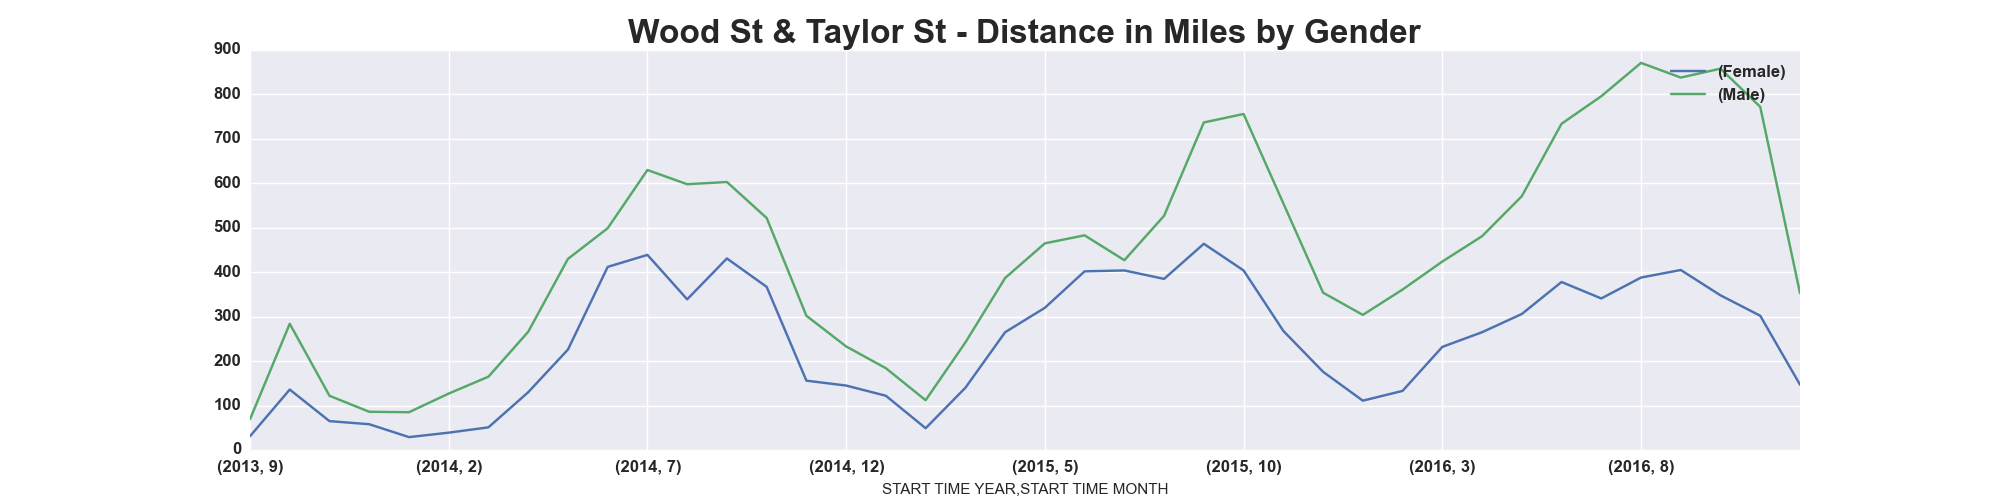 Wood St & Taylor St - Distance in Miles by Gender
900
800
700
600
500
400
300
200
100
0
(Female)
(Male)
(2013, 9) (2014, 2) (2014, 7) (2014, 12) (2015, 5) (2015, 10) (2016, 3) (2016, 8)
START TIME YEAR,START TIME MONTH